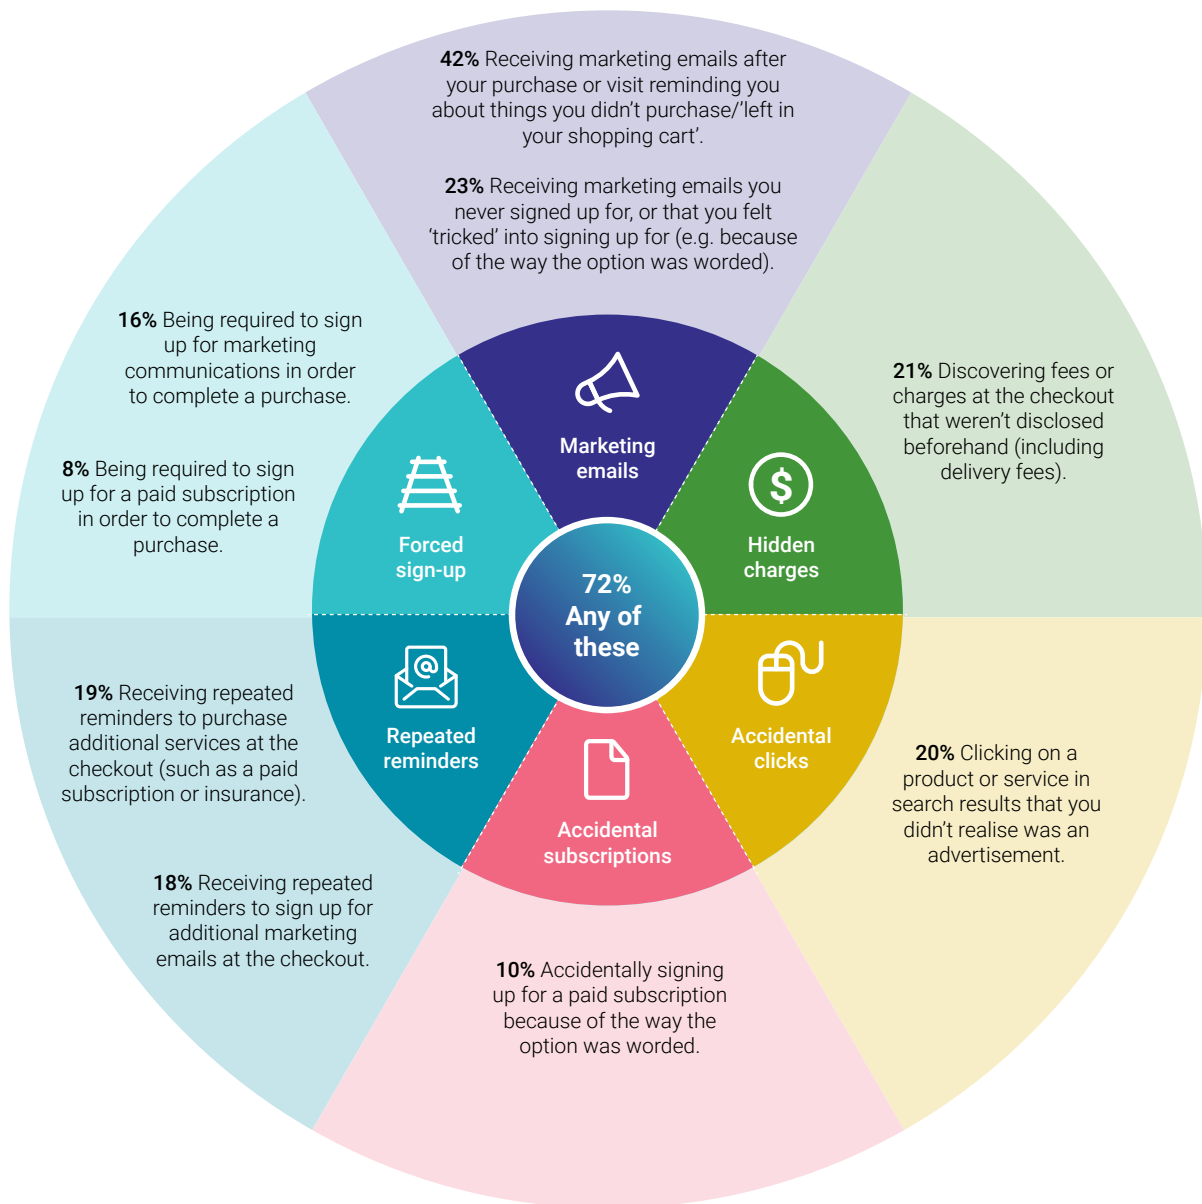 42% Receiving marketing emails after
your purchase or visit reminding you
about things you didn’t purchase/‘left in
your shopping cart’.
23% Receiving marketing emails you
never signed up for, or that you felt
‘tricked’ into signing up for (e.g. because
of the way the option was worded).
Marketing
emails
21% Discovering fees or
charges at the checkout
that weren’t disclosed
beforehand (including
delivery fees).
$
Hidden
charges
20% Clicking on a
product or service in
search results that you
didn’t realise was an
advertisement.
Accidental
clicks
10% Accidentally signing
up for a paid subscription
because of the way the
option was worded.
Accidental
subscriptions
19% Receiving repeated
reminders to purchase
additional services at the
checkout (such as a paid
subscription or insurance).
18% Receiving repeated
reminders to sign up for
additional marketing
emails at the checkout.
@
Repeated
reminders
16% Being required to sign
up for marketing
communications in order
to complete a purchase.
8% Being required to sign
up for a paid subscription
in order to complete a
purchase.
Forced
sign-up
72%
Any of
these